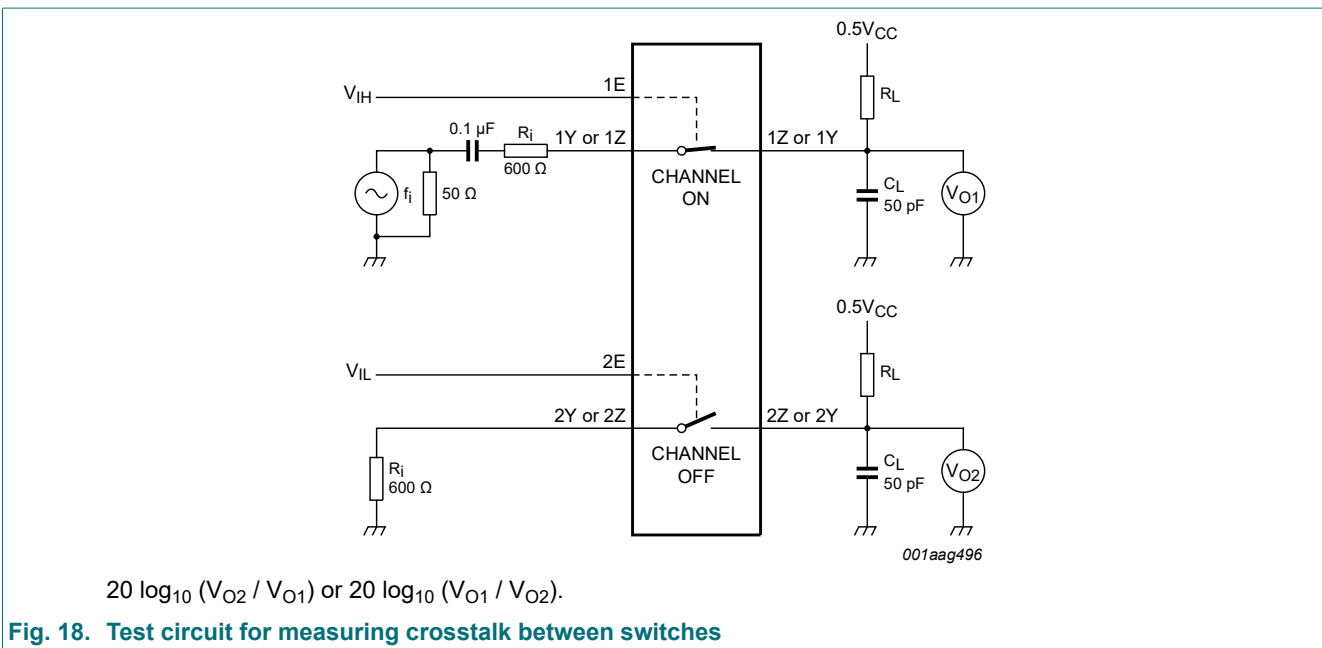 0.5VCC
RL
1E
VIH
0.1 µF
Ri
600 Ω
1Y or 1Z
1Z or 1Y
fi
50 Ω
CHANNEL
ON
CL
50 pF
VO1
0.5VCC
RL
2E
VIL
2Y or 2Z
2Z or 2Y
Ri
600 Ω
CHANNEL
OFF
CL
50 pF
VO2
001aag496
20 log10 (VO2 / VO1) or 20 log10 (VO1 / VO2).
Fig. 18. Test circuit for measuring crosstalk between switches